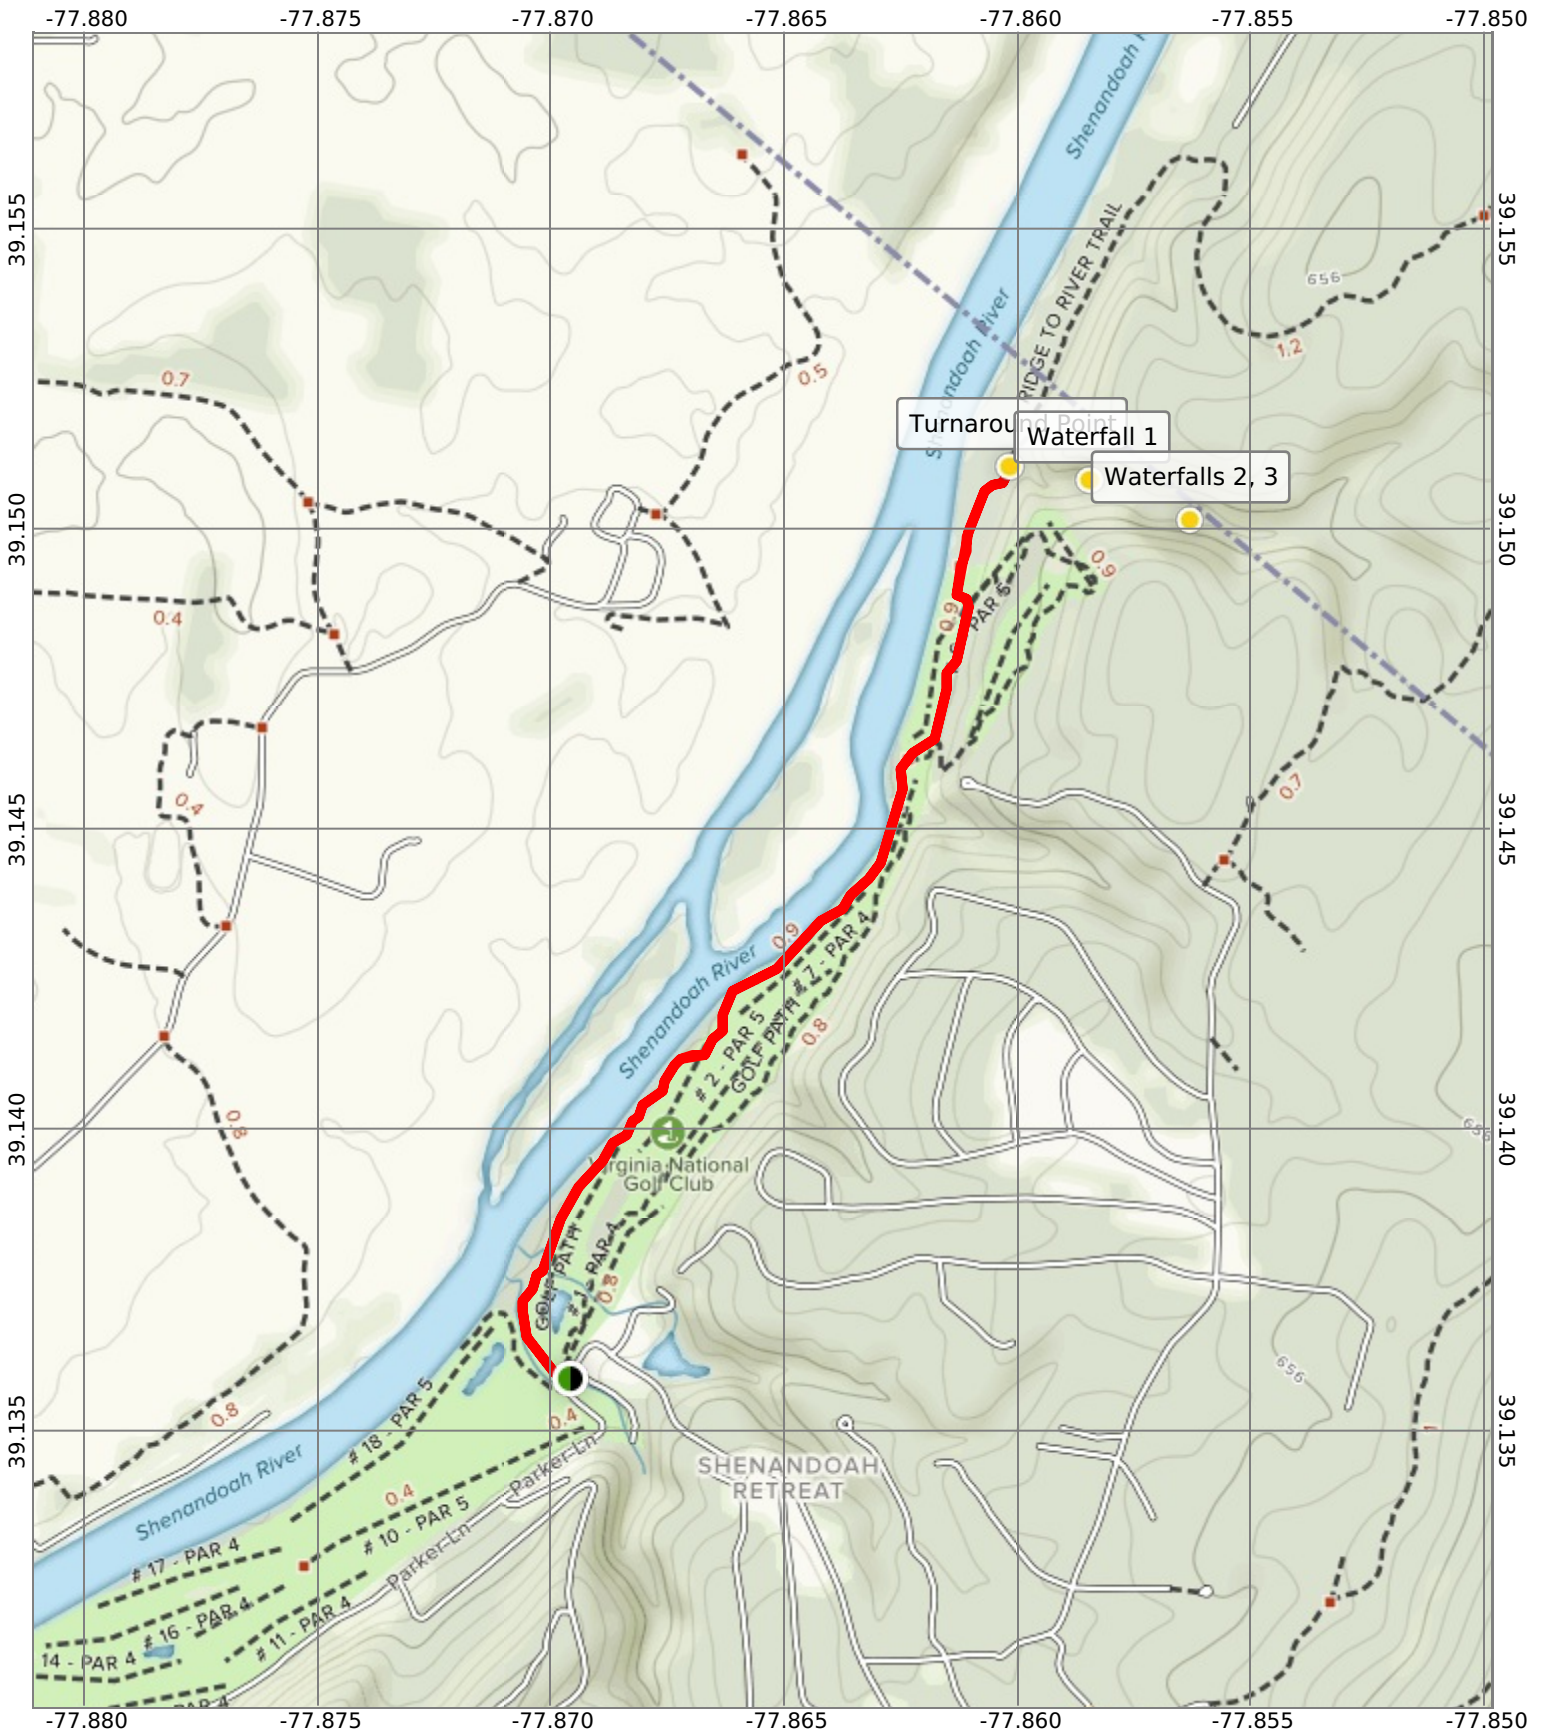 -77.880 -77.875 -77.870 -77.865 -77.860 -77.855 -77.850
Shenandoah
39.155
39.155
RIDGE TO RIVER TRAIL
656
1.2
Shenandoah River
0.7
0.5
Turnaround Point
Waterfall 1
Waterfalls 2, 3
39.150
39.150
0.9
0.4
0.9
PAR 5
0.4
0.7
39.145
39.145
0.9
# 7 - PAR 4
Shenandoah River
# 2 - PAR 5
GOLF PATH
0.8
0.8
39.140
39.140
Virginia National
Golf Club
GOLF PATH
# 1 - PAR 4
0.8
656
# 18 - PAR 5
0.8
0.4
39.135
39.135
1
Parker Ln
SHENANDOAH
RETREAT
Shenandoah River
0.4
# 10 - PAR 5
# 17 - PAR 4
Parker Ln
# 16 - PAR 4
# 11 - PAR 4
14 - PAR 4
PAR 4
-77.880 -77.875 -77.870 -77.865 -77.860 -77.855 -77.850